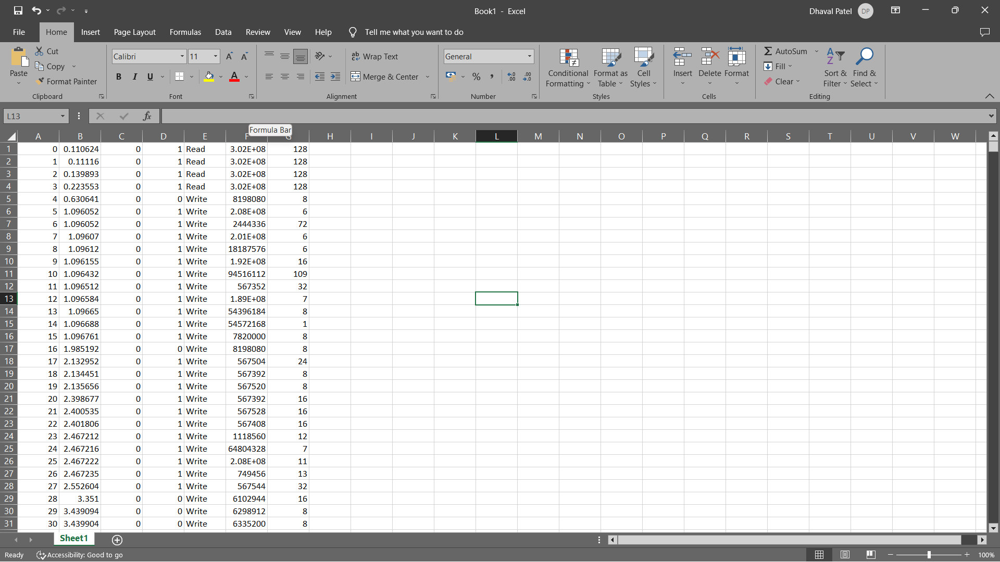 Book1 - Excel
Dhaval Patel DP
File Home Insert Page Layout Formulas Data Review View Help Tell me what you want to do
Paste
Cut
Copy
Format Painter
Clipboard
Calibri 11
B I U
Font
Wrap Text
Merge & Center
Alignment
General
Number
Conditional Formatting
Format as Table
Cell Styles
Styles
Insert Delete Format
Cells
AutoSum
Fill
Clear
Sort & Filter
Find & Select
Editing
L13 fx
Formula Bar
A B C D E F G H I J K L M N O P Q R S T U V W
1 0 0.110624 0 1 Read 3.02E+08 128
2 1 0.11116 0 1 Read 3.02E+08 128
3 2 0.139893 0 1 Read 3.02E+08 128
4 3 0.223553 0 1 Read 3.02E+08 128
5 4 0.630641 0 0 Write 8198080 8
6 5 1.096052 0 1 Write 2.08E+08 6
7 6 1.096052 0 1 Write 2444336 72
8 7 1.09607 0 1 Write 2.01E+08 6
9 8 1.09612 0 1 Write 18187576 6
10 9 1.096155 0 1 Write 1.92E+08 16
11 10 1.096432 0 1 Write 94516112 109
12 11 1.096512 0 1 Write 567352 32
13 12 1.096584 0 1 Write 1.89E+08 7
14 13 1.09665 0 1 Write 54396184 8
15 14 1.096688 0 1 Write 54572168 1
16 15 1.096761 0 1 Write 7820000 8
17 16 1.985192 0 0 Write 8198080 8
18 17 2.132952 0 1 Write 567504 24
19 18 2.134451 0 1 Write 567392 8
20 19 2.135656 0 1 Write 567520 8
21 20 2.398677 0 1 Write 567392 16
22 21 2.400535 0 1 Write 567528 16
23 22 2.401806 0 1 Write 567408 16
24 23 2.467212 0 1 Write 1118560 12
25 24 2.467216 0 1 Write 64804328 7
26 25 2.467222 0 1 Write 2.08E+08 11
27 26 2.467235 0 1 Write 749456 13
28 27 2.552604 0 1 Write 567544 32
29 28 3.351 0 0 Write 6102944 16
30 29 3.439094 0 0 Write 6298912 8
31 30 3.439904 0 0 Write 6335200 8
Sheet1
Ready Accessibility: Good to go 100%